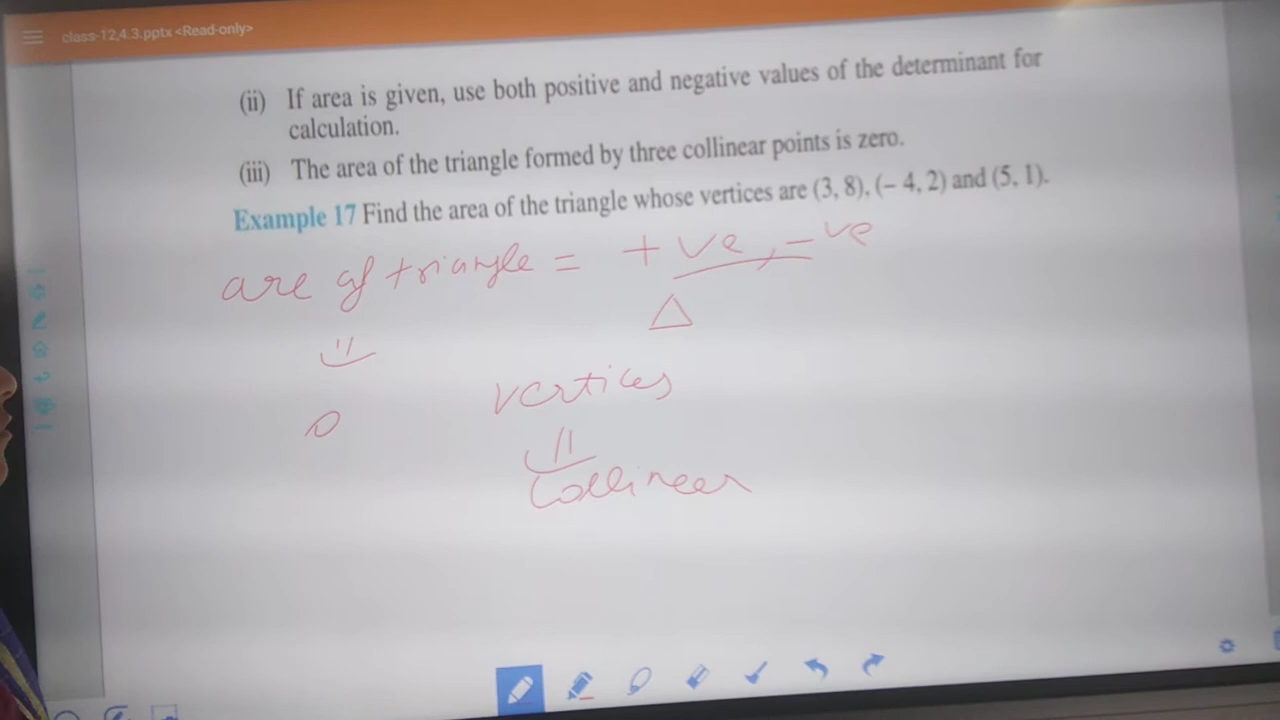 class-12,4.3.pptx <Read-only>
(ii) If area is given, use both positive and negative values of the determinant for
calculation.
(iii) The area of the triangle formed by three collinear points is zero.
Example 17 Find the area of the triangle whose vertices are (3, 8), (– 4, 2) and (5, 1).
are of triangle = +ve, -ve
Δ
=
vertices
0
=
Collinear